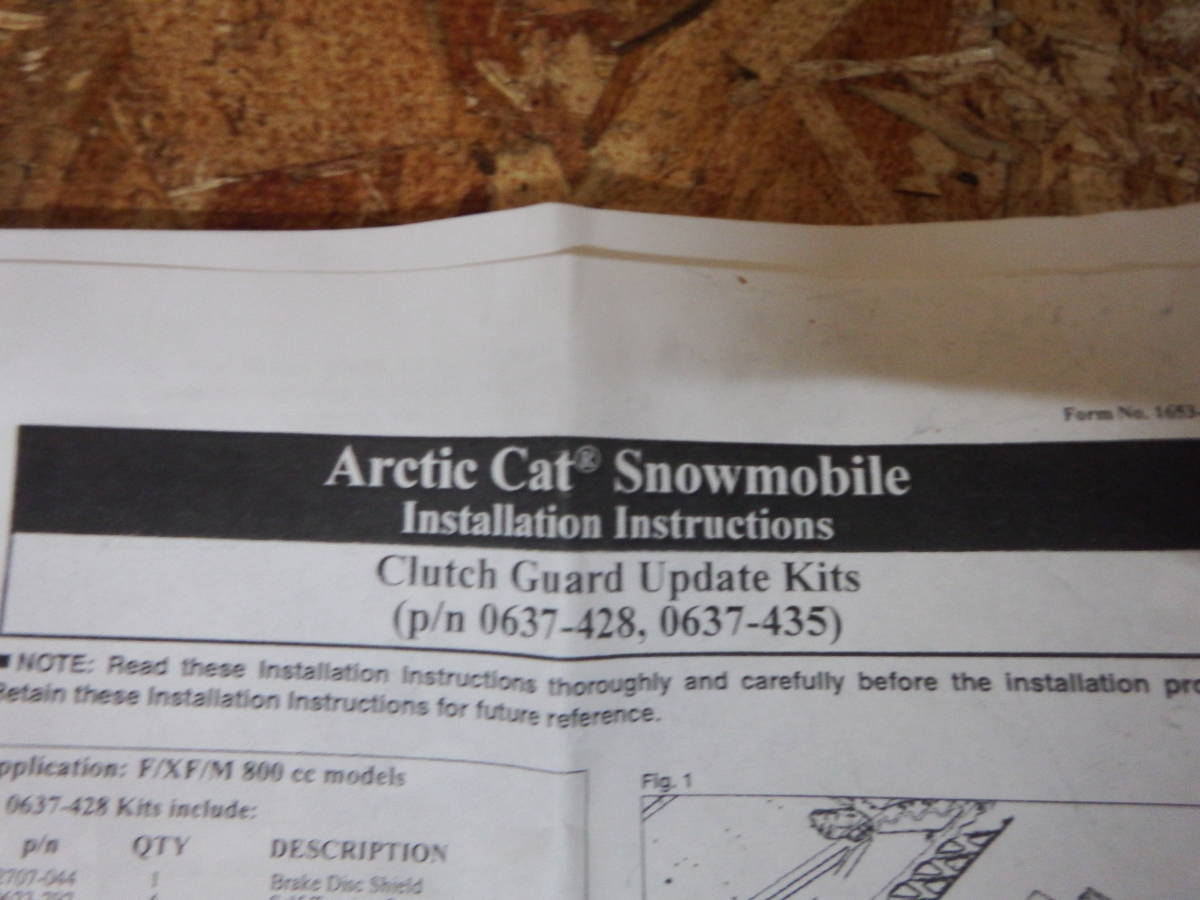 Form No. 1653-
Arctic Cat® Snowmobile
Installation Instructions
Clutch Guard Update Kits
(p/n 0637-428, 0637-435)
■ NOTE: Read these Installation Instructions thoroughly and carefully before the installation pro
Retain these Installation Instructions for future reference.
pplication: F/XF/M 800 cc models
0637-428 Kits include:
p/n QTY DESCRIPTION
2707-044 1 Brake Disc Shield
Fig. 1